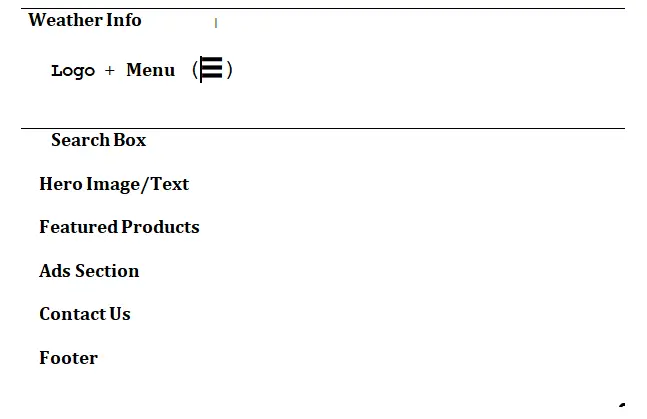 Weather Info
Logo + Menu (☰)
Search Box
Hero Image/Text
Featured Products
Ads Section
Contact Us
Footer